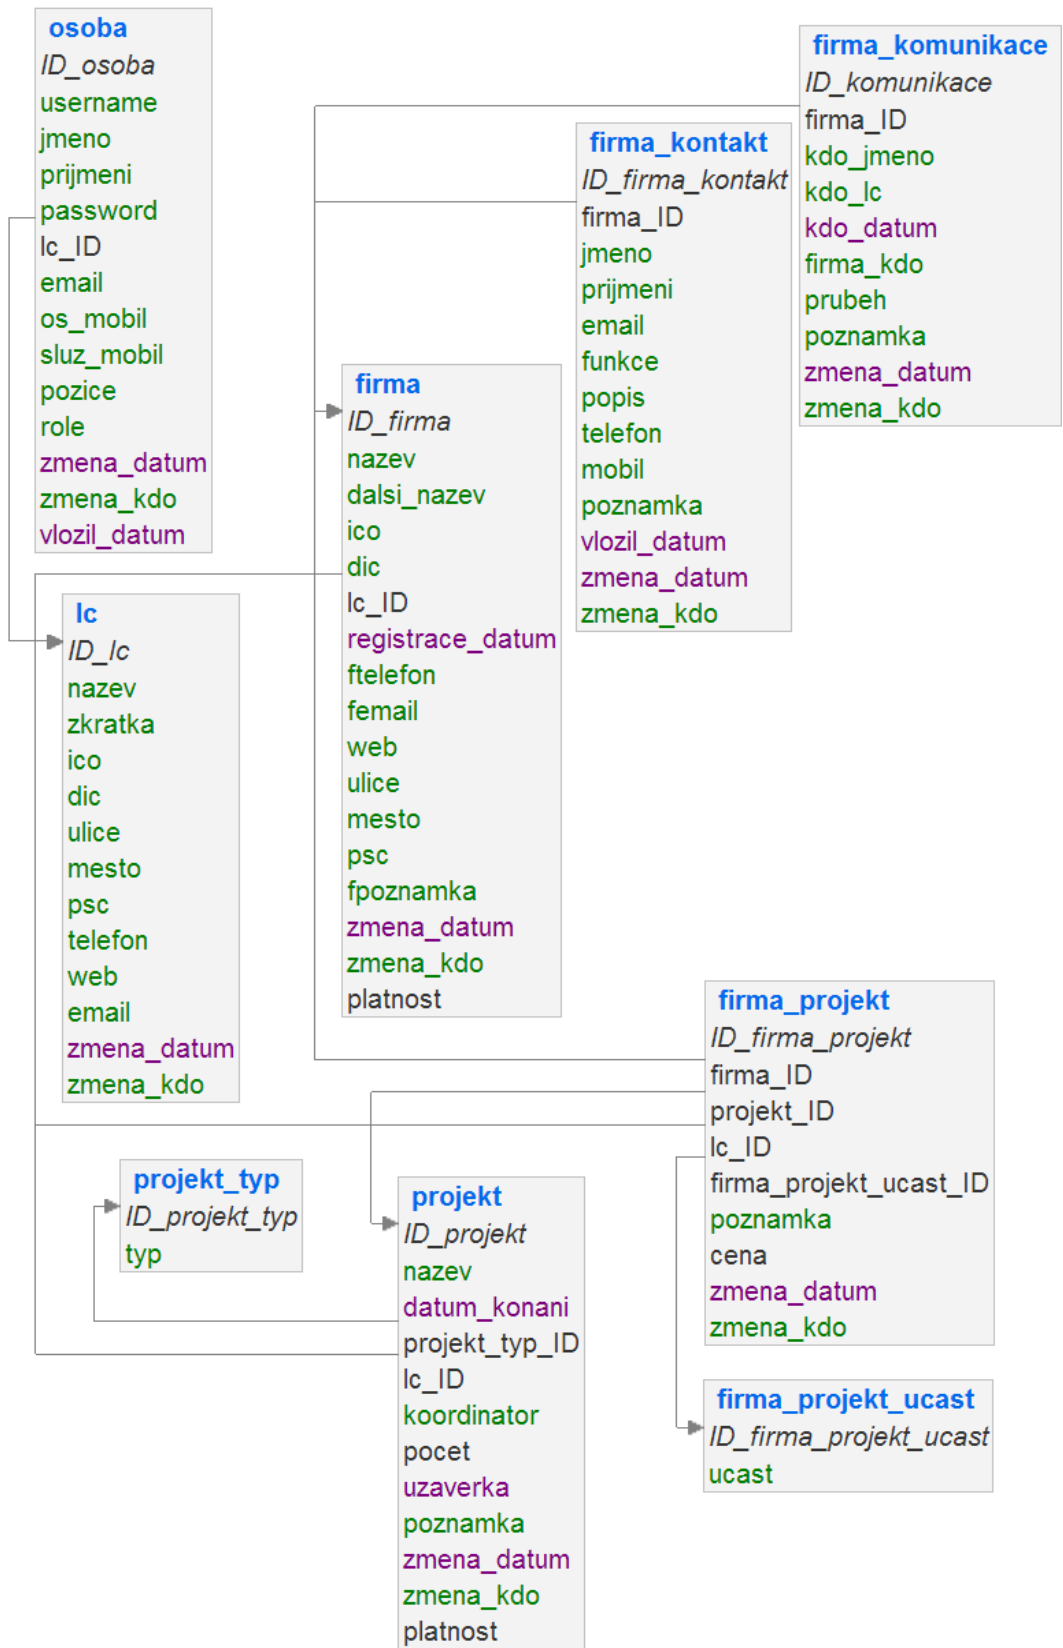 osoba
ID_osoba
username
jmeno
prijmeni
password
lc_ID
email
os_mobil
sluz_mobil
pozice
role
zmena_datum
zmena_kdo
vlozil_datum
firma_komunikace
ID_komunikace
firma_ID
kdo_jmeno
kdo_lc
kdo_datum
firma_kdo
prubeh
poznamka
zmena_datum
zmena_kdo
firma_kontakt
ID_firma_kontakt
firma_ID
jmeno
prijmeni
email
funkce
popis
telefon
mobil
poznamka
vlozil_datum
zmena_datum
zmena_kdo
firma
ID_firma
nazev
dalsi_nazev
ico
dic
lc_ID
registrace_datum
ftelefon
femail
web
ulice
mesto
psc
fpoznamka
zmena_datum
zmena_kdo
platnost
lc
ID_lc
nazev
zkratka
ico
dic
ulice
mesto
psc
telefon
web
email
zmena_datum
zmena_kdo
firma_projekt
ID_firma_projekt
firma_ID
projekt_ID
lc_ID
firma_projekt_ucast_ID
poznamka
cena
zmena_datum
zmena_kdo
projekt_typ
ID_projekt_typ
typ
projekt
ID_projekt
nazev
datum_konani
projekt_typ_ID
lc_ID
koordinator
pocet
uzaverka
poznamka
zmena_datum
zmena_kdo
platnost
firma_projekt_ucast
ID_firma_projekt_ucast
ucast